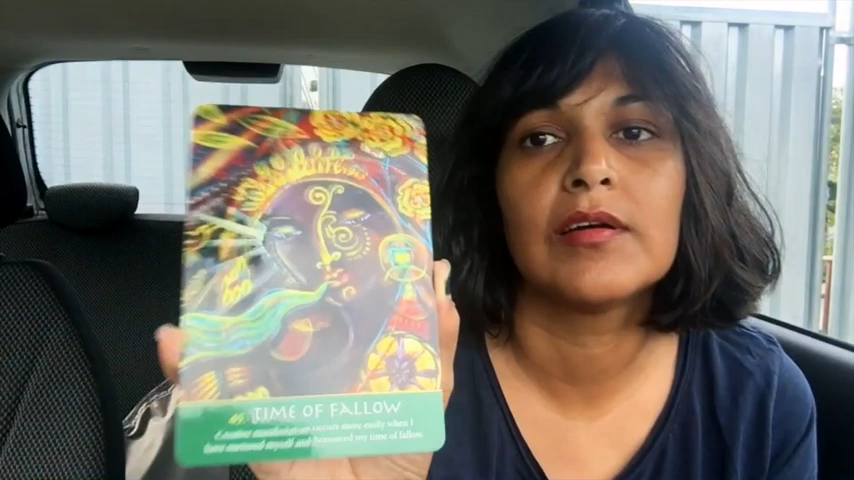 TIME OF FALLOW
Creative manifestation occurs more easily when I
have nurtured myself and honoured my time of fallow.